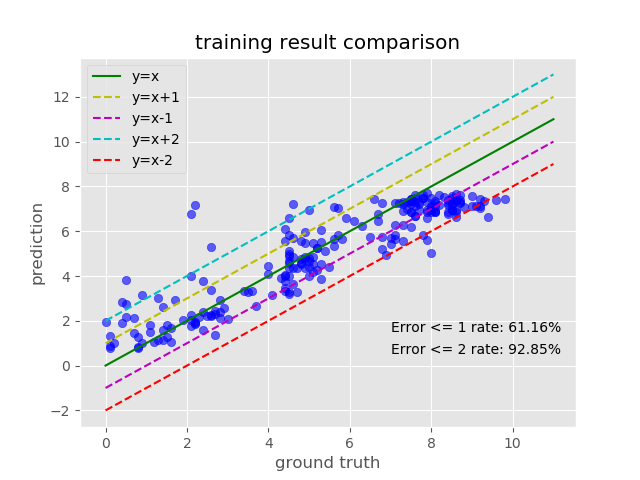 training result comparison
y=x
y=x+1
y=x-1
y=x+2
y=x-2
12
10
8
6
4
2
0
−2
prediction
Error <= 1 rate: 61.16%
Error <= 2 rate: 92.85%
0 2 4 6 8 10
ground truth